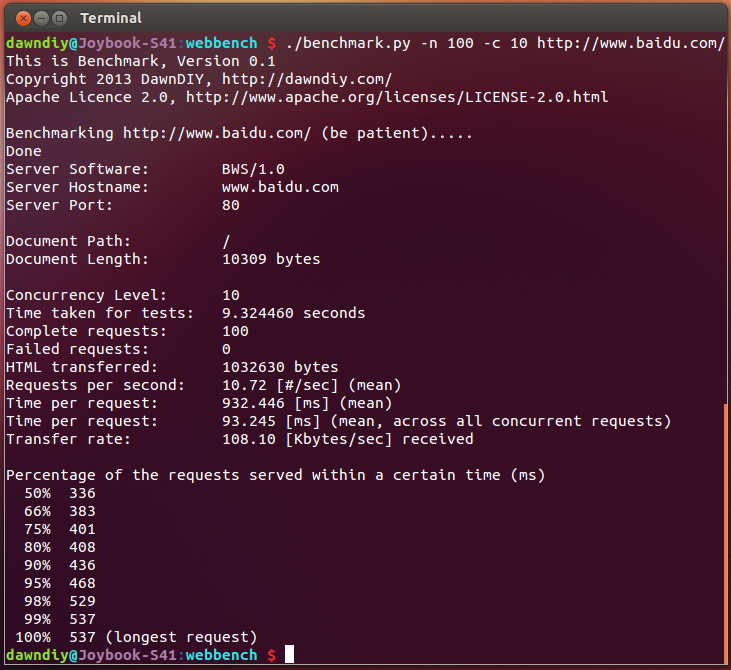 Terminal
dawndiy@Joybook-S41:webbench $ ./benchmark.py -n 100 -c 10 http://www.baidu.com/
This is Benchmark, Version 0.1
Copyright 2013 DawnDIY, http://dawndiy.com/
Apache Licence 2.0, http://www.apache.org/licenses/LICENSE-2.0.html
Benchmarking http://www.baidu.com/ (be patient).....
Done
Server Software:        BWS/1.0
Server Hostname:        www.baidu.com
Server Port:            80
Document Path:          /
Document Length:        10309 bytes
Concurrency Level:      10
Time taken for tests:   9.324460 seconds
Complete requests:      100
Failed requests:        0
HTML transferred:       1032630 bytes
Requests per second:    10.72 [#/sec] (mean)
Time per request:       932.446 [ms] (mean)
Time per request:       93.245 [ms] (mean, across all concurrent requests)
Transfer rate:          108.10 [Kbytes/sec] received
Percentage of the requests served within a certain time (ms)
  50%  336
  66%  383
  75%  401
  80%  408
  90%  436
  95%  468
  98%  529
  99%  537
 100%  537 (longest request)
dawndiy@Joybook-S41:webbench $